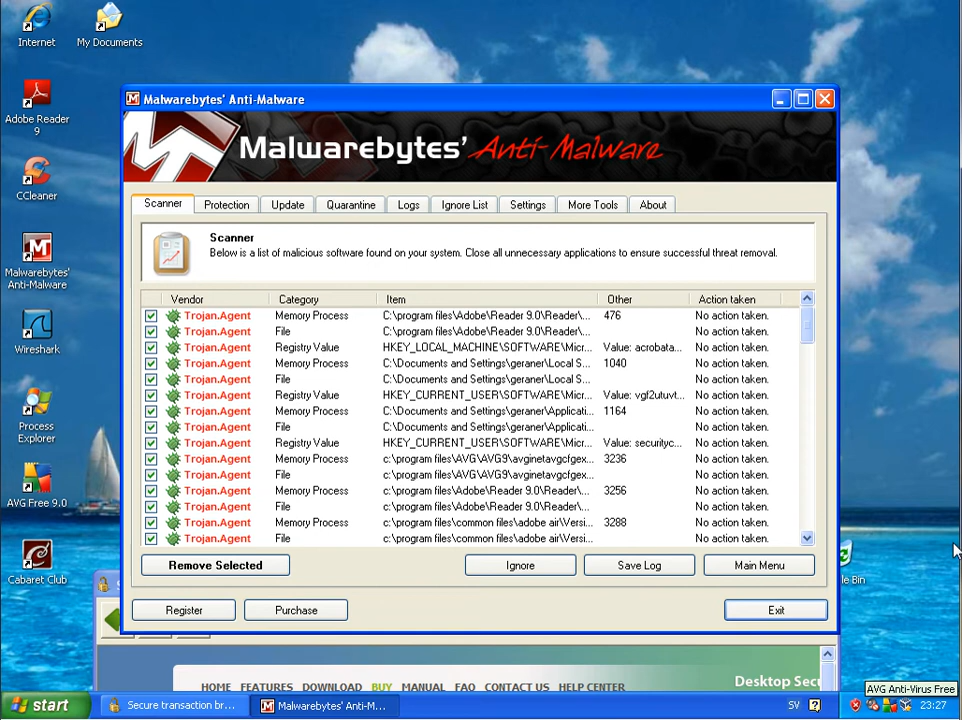 Internet
My Documents
Adobe Reader
9
CCleaner
Malwarebytes'
Anti-Malware
Wireshark
Process
Explorer
AVG Free 9.0
Cabaret Club
Malwarebytes' Anti-Malware
Malwarebytes' Anti-Malware
Scanner Protection Update Quarantine Logs Ignore List Settings More Tools About
Scanner
Below is a list of malicious software found on your system. Close all unnecessary applications to ensure successful threat removal.
Vendor Category Item Other Action taken
Trojan.Agent Memory Process C:\program files\Adobe\Reader 9.0\Reader\... 476 No action taken.
Trojan.Agent File C:\program files\Adobe\Reader 9.0\Reader\... No action taken.
Trojan.Agent Registry Value HKEY_LOCAL_MACHINE\SOFTWARE\Micr... Value: acrobata... No action taken.
Trojan.Agent Memory Process C:\Documents and Settings\geraner\Local S... 1040 No action taken.
Trojan.Agent File C:\Documents and Settings\geraner\Local S... No action taken.
Trojan.Agent Registry Value HKEY_CURRENT_USER\SOFTWARE\Micr... Value: vgf2utuvt... No action taken.
Trojan.Agent Memory Process C:\Documents and Settings\geraner\Applicati... 1164 No action taken.
Trojan.Agent File C:\Documents and Settings\geraner\Applicati... No action taken.
Trojan.Agent Registry Value HKEY_CURRENT_USER\SOFTWARE\Micr... Value: securityc... No action taken.
Trojan.Agent Memory Process c:\program files\AVG\AVG9\avginetavgcfgex... 3236 No action taken.
Trojan.Agent File c:\program files\AVG\AVG9\avginetavgcfgex... No action taken.
Trojan.Agent Memory Process c:\program files\Adobe\Reader 9.0\Reader\... 3256 No action taken.
Trojan.Agent File c:\program files\Adobe\Reader 9.0\Reader\... No action taken.
Trojan.Agent Memory Process c:\program files\common files\adobe air\Versi... 3288 No action taken.
Trojan.Agent File c:\program files\common files\adobe air\Versi... No action taken.
Remove Selected Ignore Save Log Main Menu
Register Purchase Exit
le Bin
HOME FEATURES DOWNLOAD BUY MANUAL FAQ CONTACT US HELP CENTER
Desktop Secu
AVG Anti-Virus Free
start Secure transaction br... Malwarebytes' Anti-M... SV 23:27